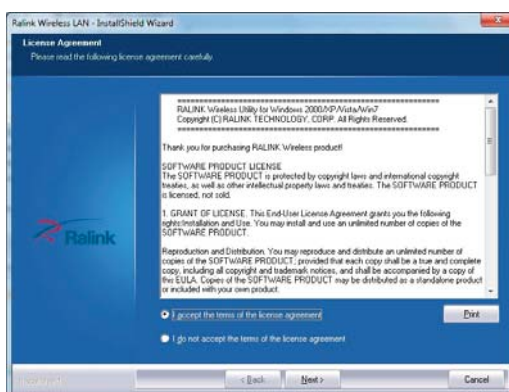 Ralink Wireless LAN - InstallShield Wizard
License Agreement
Please read the following license agreement carefully.
================================================
RALINK Wireless Utility for Windows 2000/XP/Vista/Win7
Copyright (C) RALINK TECHNOLOGY, CORP. All Rights Reserved.
================================================
Thank you for purchasing RALINK Wireless product!
SOFTWARE PRODUCT LICENSE
The SOFTWARE PRODUCT is protected by copyright laws and international copyright
treaties, as well as other intellectual property laws and treaties. The SOFTWARE PRODUCT
is licensed, not sold.
1. GRANT OF LICENSE. This End-User License Agreement grants you the following
rights:Installation and Use. You may install and use an unlimited number of copies of the
SOFTWARE PRODUCT.
Reproduction and Distribution. You may reproduce and distribute an unlimited number of
copies of the SOFTWARE PRODUCT; provided that each copy shall be a true and complete
copy, including all copyright and trademark notices, and shall be accompanied by a copy of
this EULA. Copies of the SOFTWARE PRODUCT may be distributed as a standalone product
or included with your own product.
Ralink
I accept the terms of the license agreement
Print
I do not accept the terms of the license agreement
InstallShield
< Back
Next >
Cancel